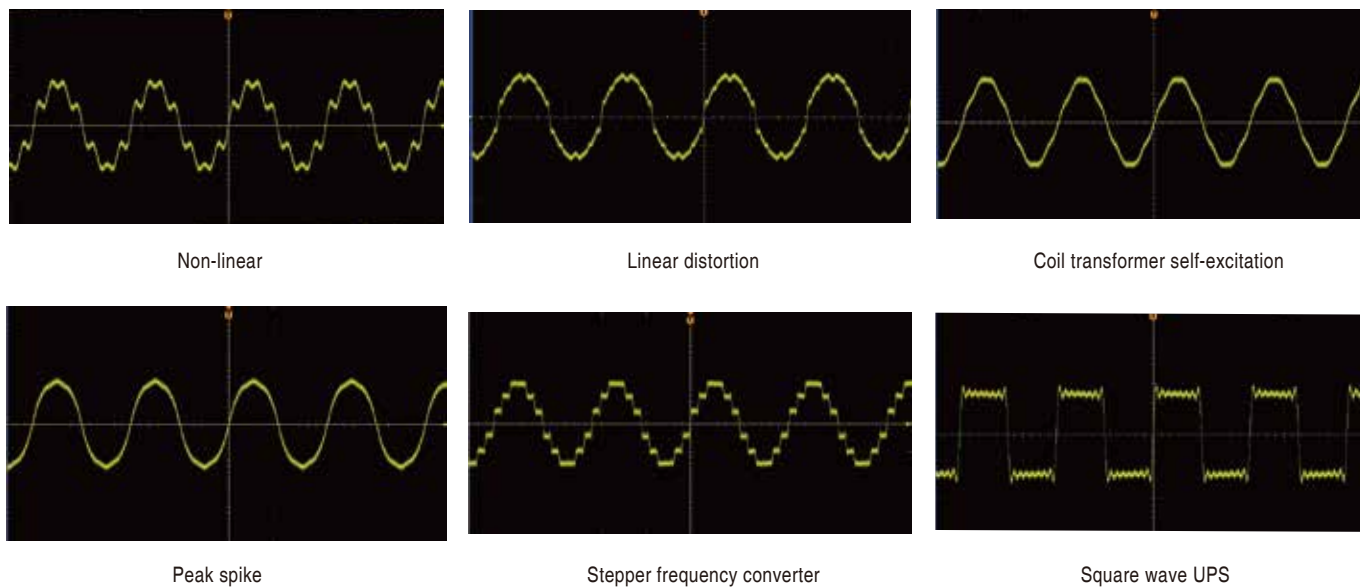 Non-linear
Linear distortion
Coil transformer self-excitation
Peak spike
Stepper frequency converter
Square wave UPS